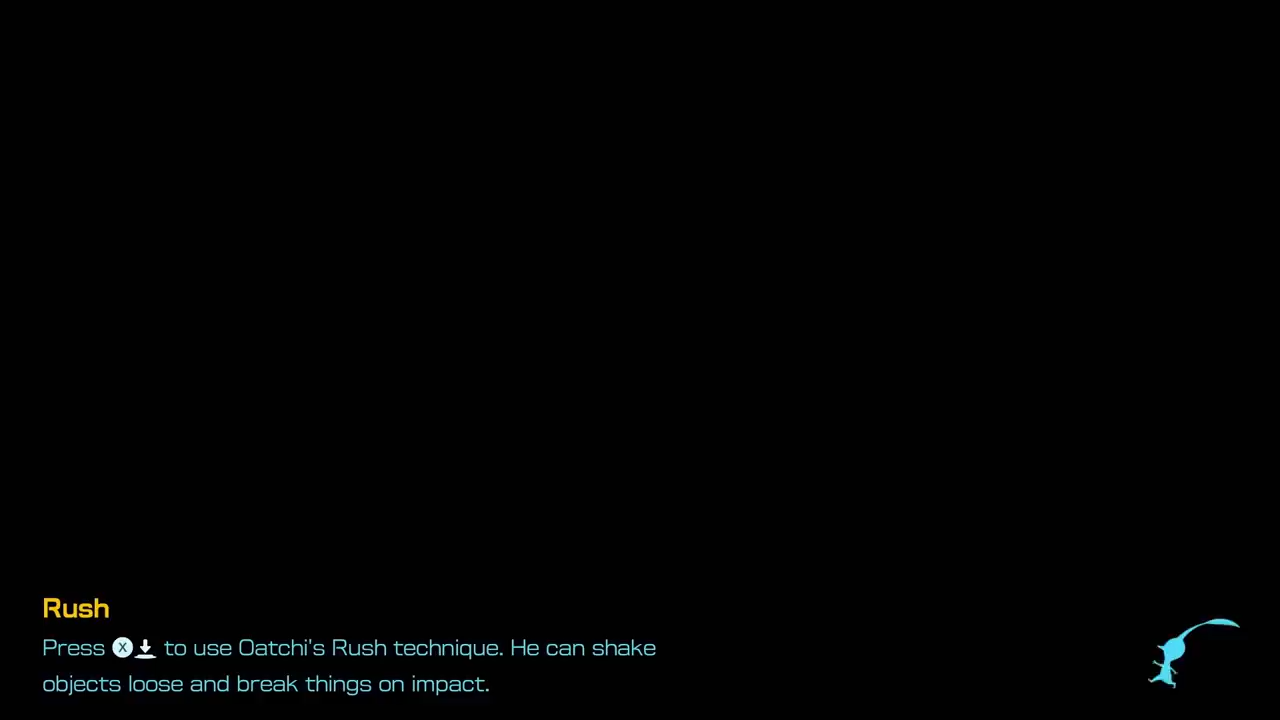 Rush
Press X to use Oatchi's Rush technique. He can shake
objects loose and break things on impact.